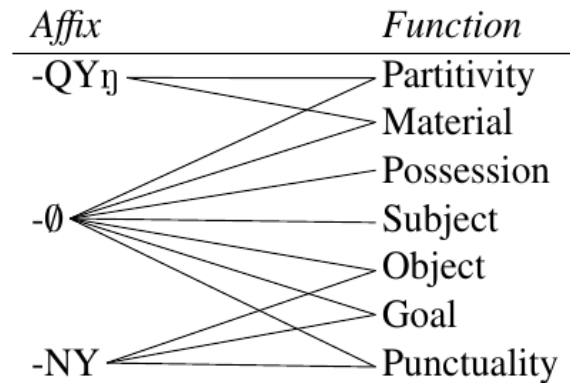 Affix Function
-QYŋ Partitivity
Material
Possession
-∅ Subject
Object
Goal
-NY Punctuality